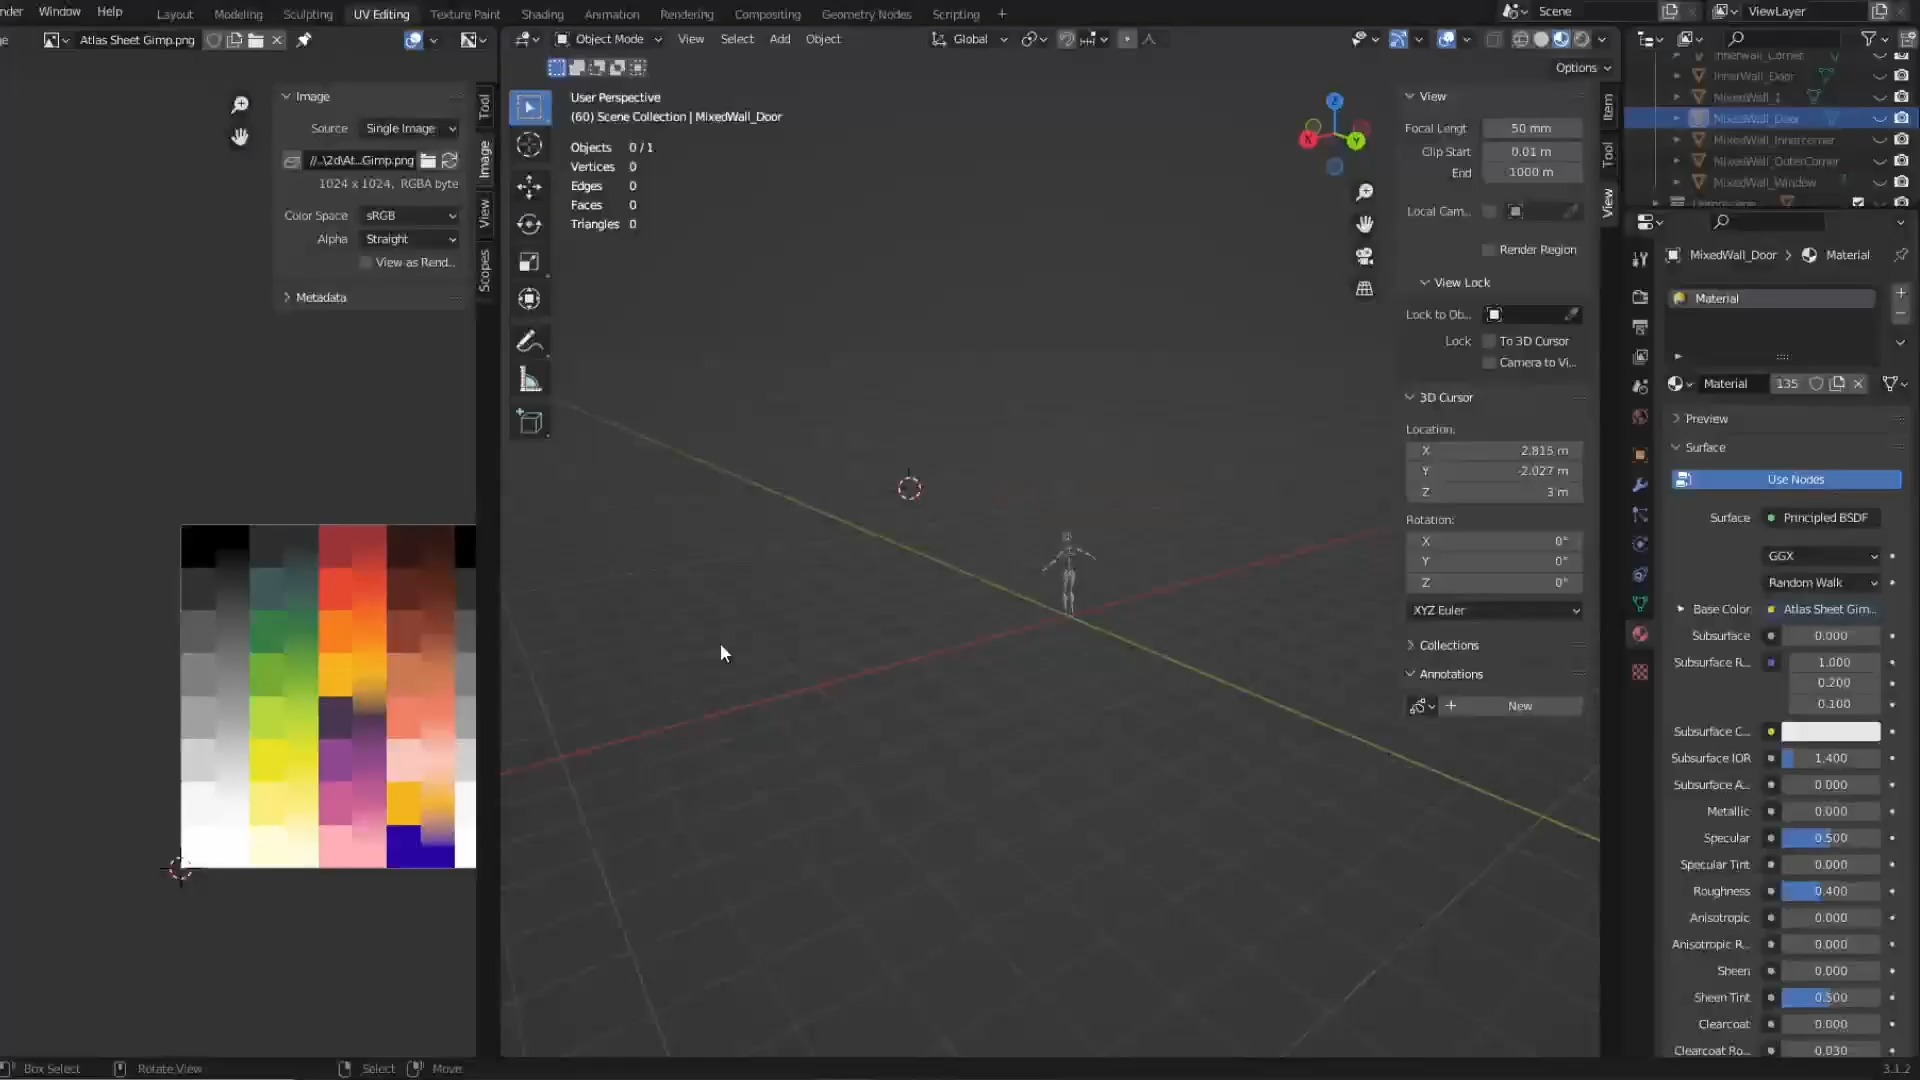 nder Window Help Layout Modeling Sculpting UV Editing Texture Paint Shading Animation Rendering Compositing Geometry Nodes Scripting + Scene ViewLayer
e Atlas Sheet Gimp.png Object Mode View Select Add Object Global
Options
Image
Source Single Image
//..\2d\At...Gimp.png
1024 x 1024, RGBA byte
Color Space sRGB
Alpha Straight
View as Rend..
Metadata
Tool
Image
View
Scopes
User Perspective
(60) Scene Collection | MixedWall_Door
Objects 0 / 1
Vertices 0
Edges 0
Faces 0
Triangles 0
X
Y
Z
View
Focal Lengt 50 mm
Clip Start 0.01 m
End 1000 m
Local Cam...
Render Region
View Lock
Lock to Ob...
Lock To 3D Cursor
Camera to Vi...
3D Cursor
Location:
X 2.815 m
Y -2.027 m
Z 3 m
Rotation:
X 0°
Y 0°
Z 0°
XYZ Euler
Collections
Annotations
New
Item
Tool
View
InnerWall_Corner
InnerWall_Door
MixedWall_1
MixedWall_Door
MixedWall_Innercorner
MixedWall_OuterCorner
MixedWall_Window
MixedWall_Door > Material
Material
Material 135
Preview
Surface
Use Nodes
Surface Principled BSDF
GGX
Random Walk
Base Color Atlas Sheet Gim...
Subsurface 0.000
Subsurface R... 1.000
0.200
0.100
Subsurface C...
Subsurface IOR 1.400
Subsurface A... 0.000
Metallic 0.000
Specular 0.500
Specular Tint 0.000
Roughness 0.400
Anisotropic 0.000
Anisotropic R... 0.000
Sheen 0.000
Sheen Tint 0.500
Clearcoat 0.000
Clearcoat Ro... 0.030
Box Select Rotate View Select Move 3.1.2